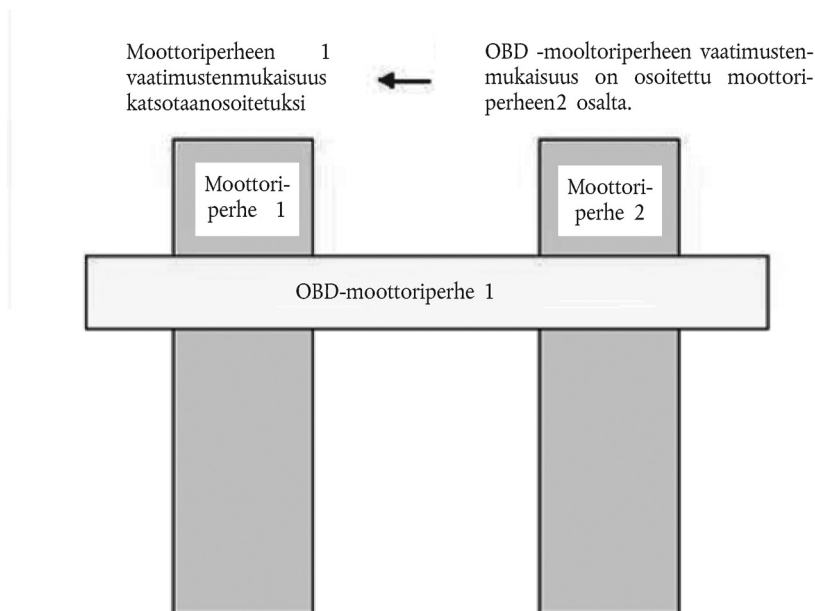 Moottoriperheen 1
vaatimustenmukaisuus
katsotaanosoitetuksi
OBD -mooltoriperheen vaatimusten-
mukaisuus on osoitettu moottori-
perheen2 osalta.
Moottori-
perhe 1
Moottori-
perhe 2
OBD-moottoriperhe 1